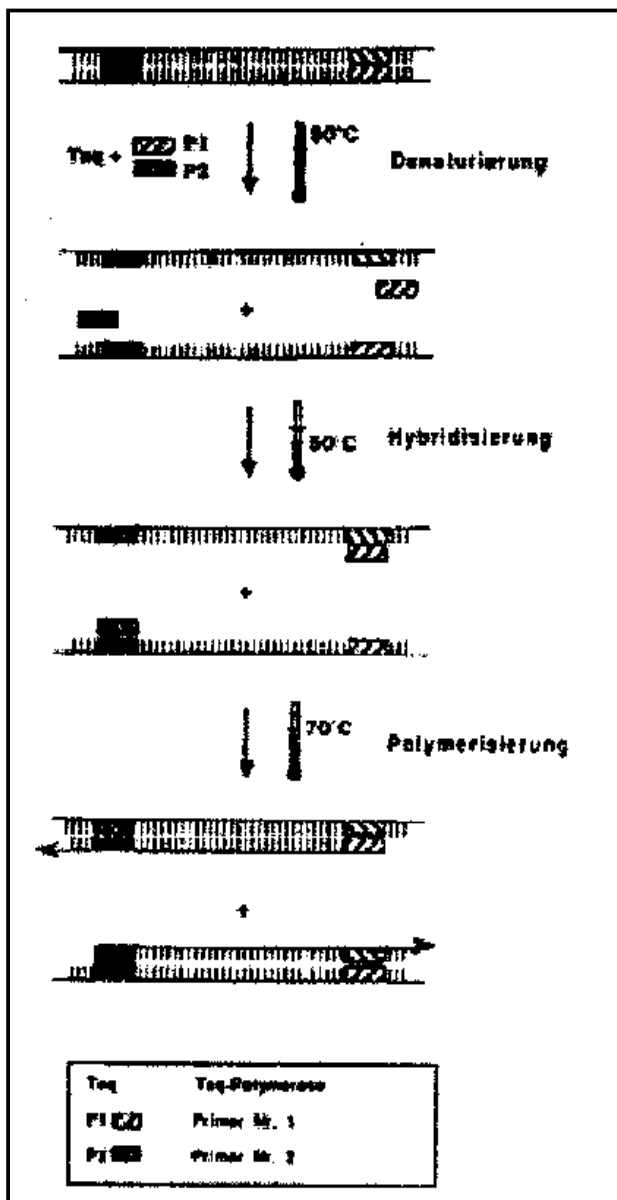 Taq + P1
P2
90°C
Denaturierung
+
50°C
Hybridisierung
+
70°C
Polymerisierung
+
Taq Taq-Polymerase
P1 Primer Nr. 1
P2 Primer Nr. 2